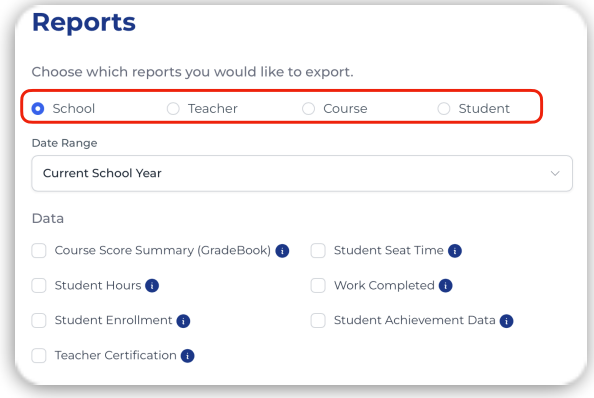 Reports
Choose which reports you would like to export.
School Teacher Course Student
Date Range
Current School Year
Data
Course Score Summary (GradeBook) i Student Seat Time i
Student Hours i Work Completed i
Student Enrollment i Student Achievement Data i
Teacher Certification i